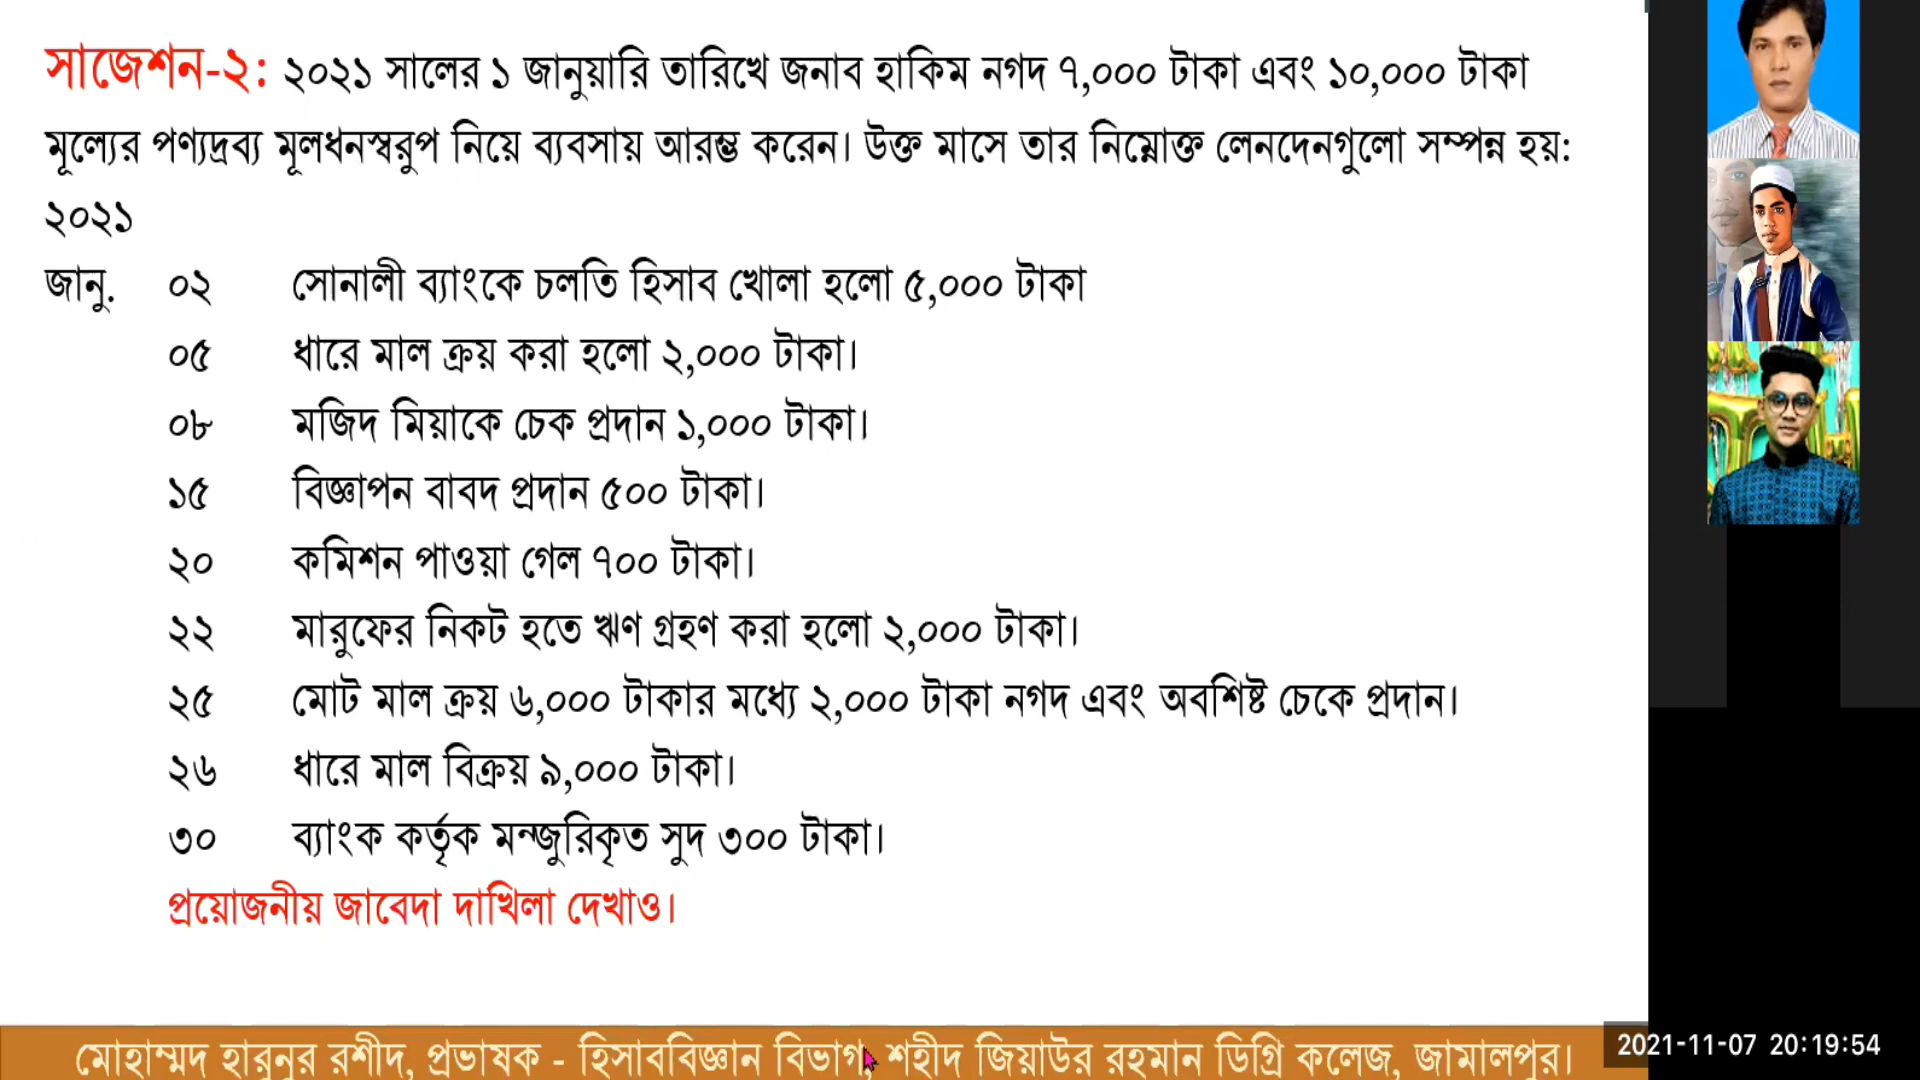 সাজেশন-২: ২০২১ সালের ১ জানুয়ারি তারিখে জনাব হাকিম নগদ ৭,০০০ টাকা এবং ১০,০০০ টাকা
মূল্যের পণ্যদ্রব্য মূলধনস্বরুপ নিয়ে ব্যবসায় আরম্ভ করেন। উক্ত মাসে তার নিম্নোক্ত লেনদেনগুলো সম্পন্ন হয়:
২০২১
জানু. ০২ সোনালী ব্যাংকে চলতি হিসাব খোলা হলো ৫,০০০ টাকা
০৫ ধারে মাল ক্রয় করা হলো ২,০০০ টাকা।
০৮ মজিদ মিয়াকে চেক প্রদান ১,০০০ টাকা।
১৫ বিজ্ঞাপন বাবদ প্রদান ৫০০ টাকা।
২০ কমিশন পাওয়া গেল ৭০০ টাকা।
২২ মারুফের নিকট হতে ঋণ গ্রহণ করা হলো ২,০০০ টাকা।
২৫ মোট মাল ক্রয় ৬,০০০ টাকার মধ্যে ২,০০০ টাকা নগদ এবং অবশিষ্ট চেকে প্রদান।
২৬ ধারে মাল বিক্রয় ৯,০০০ টাকা।
৩০ ব্যাংক কর্তৃক মন্জুরিকৃত সুদ ৩০০ টাকা।
প্রয়োজনীয় জাবেদা দাখিলা দেখাও।
মোহাম্মদ হারুনুর রশীদ, প্রভাষক - হিসাববিজ্ঞান বিভাগ, শহীদ জিয়াউর রহমান ডিগ্রি কলেজ, জামালপুর।
2021-11-07 20:19:54